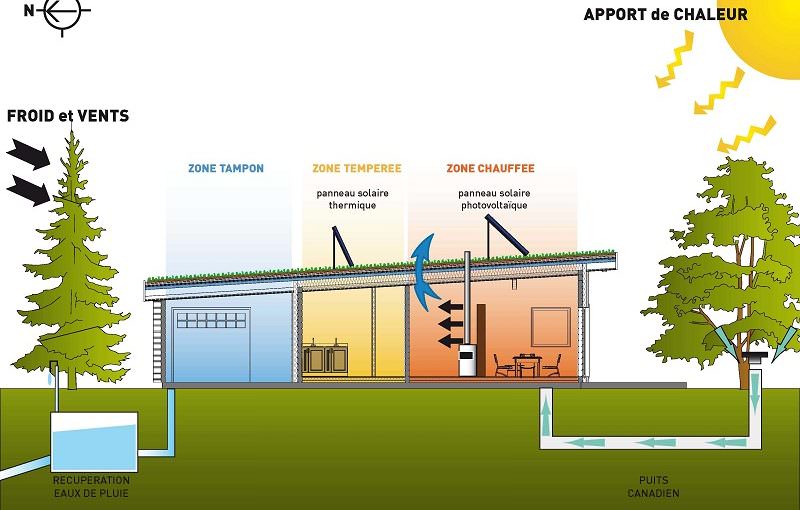 N
APPORT de CHALEUR
FROID et VENTS
ZONE TAMPON
ZONE TEMPEREE
ZONE CHAUFFEE
panneau solaire
thermique
panneau solaire
photovoltaïque
RECUPERATION
EAUX DE PLUIE
PUITS
CANADIEN